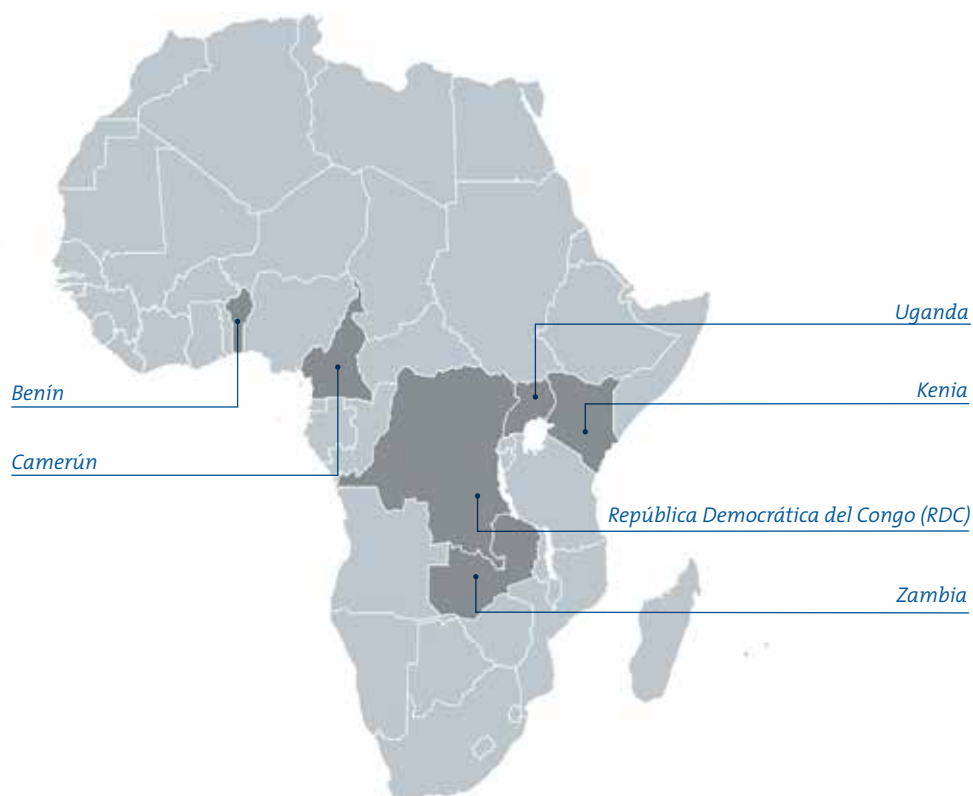 Uganda
Kenia
Benín
Camerún
República Democrática del Congo (RDC)
Zambia